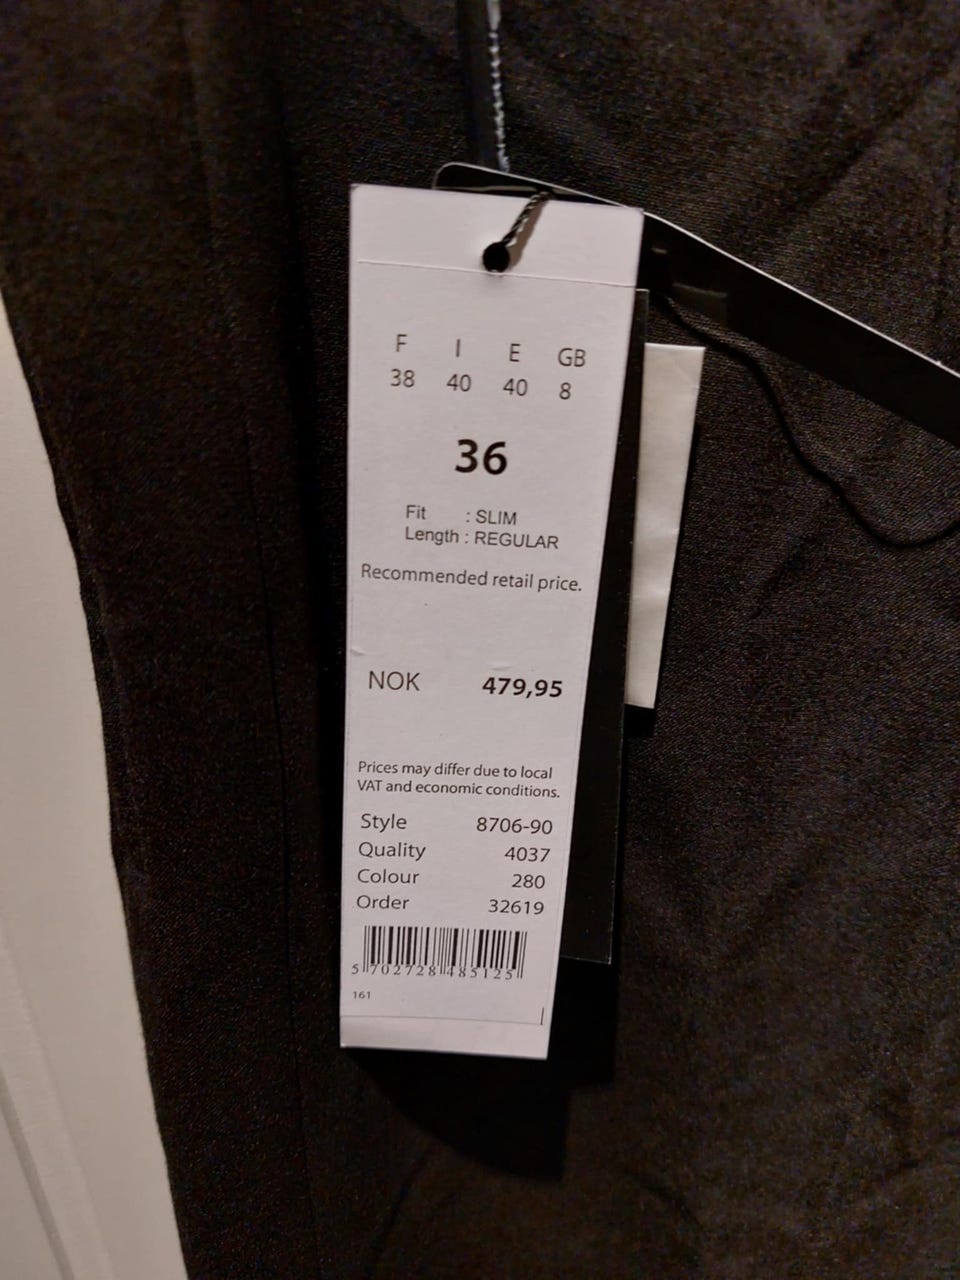 F I E GB
38 40 40 8
36
Fit : SLIM
Length : REGULAR
Recommended retail price.
NOK 479,95
Prices may differ due to local
VAT and economic conditions.
Style 8706-90
Quality 4037
Colour 280
Order 32619
5 702728 485125
161